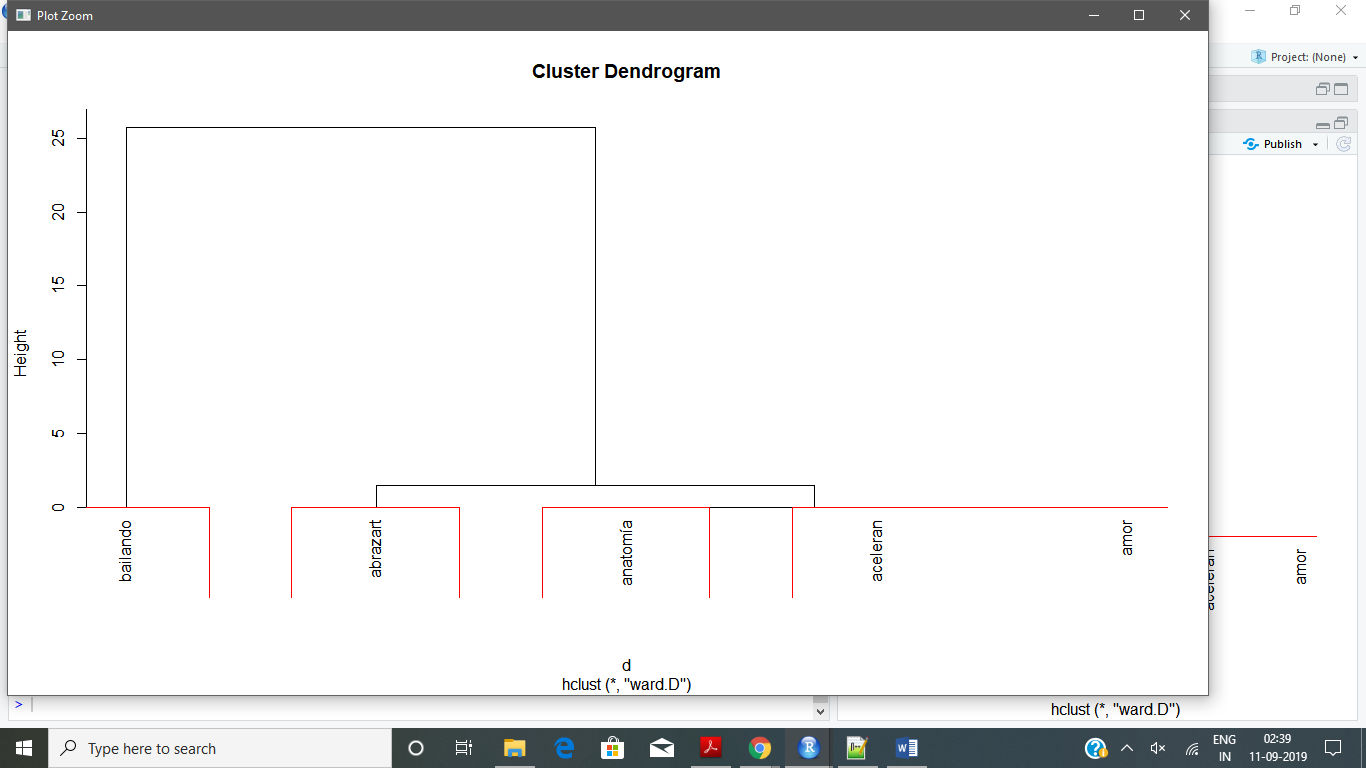 Plot Zoom
Project: (None)
Publish
Cluster Dendrogram
Height
25
20
15
10
5
0
bailando
abrazart
anatomía
aceleran
amor
aceleran
amor
d
hclust (*, "ward.D")
>
hclust (*, "ward.D")
Type here to search
ENG
IN
02:39
11-09-2019